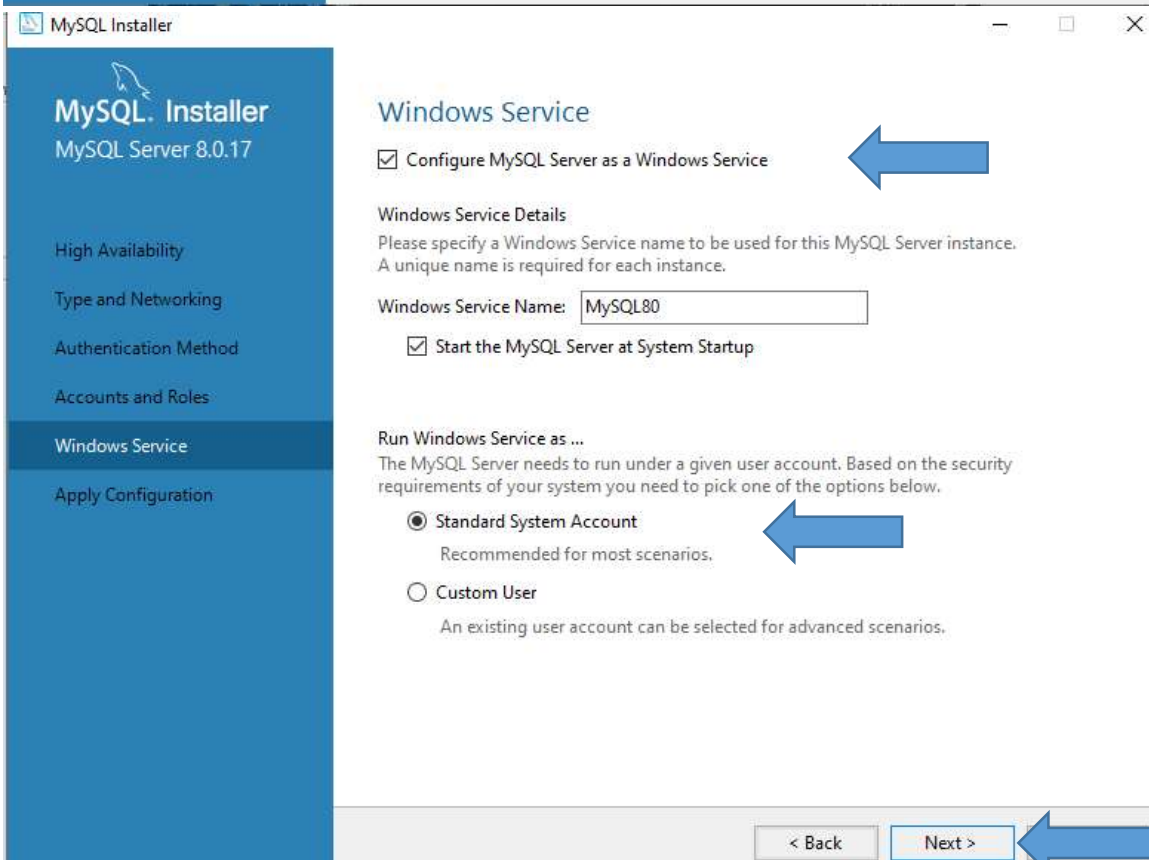 MySQL Installer
MySQL. Installer
MySQL Server 8.0.17
High Availability
Type and Networking
Authentication Method
Accounts and Roles
Windows Service
Apply Configuration
Windows Service
Configure MySQL Server as a Windows Service
Windows Service Details
Please specify a Windows Service name to be used for this MySQL Server instance.
A unique name is required for each instance.
Windows Service Name: MySQL80
Start the MySQL Server at System Startup
Run Windows Service as ...
The MySQL Server needs to run under a given user account. Based on the security
requirements of your system you need to pick one of the options below.
Standard System Account
Recommended for most scenarios.
Custom User
An existing user account can be selected for advanced scenarios.
< Back Next >